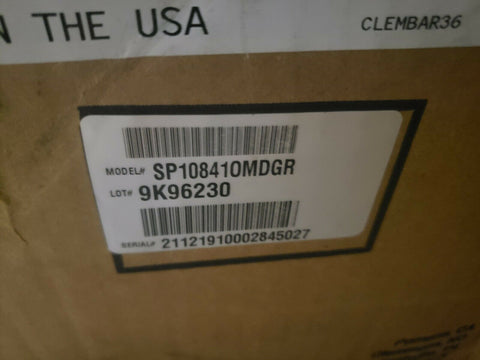 N THE USA
CLEMBAR36
MODEL# SP108410MDGR
LOT# 9K96230
SERIAL# 21121910002845027